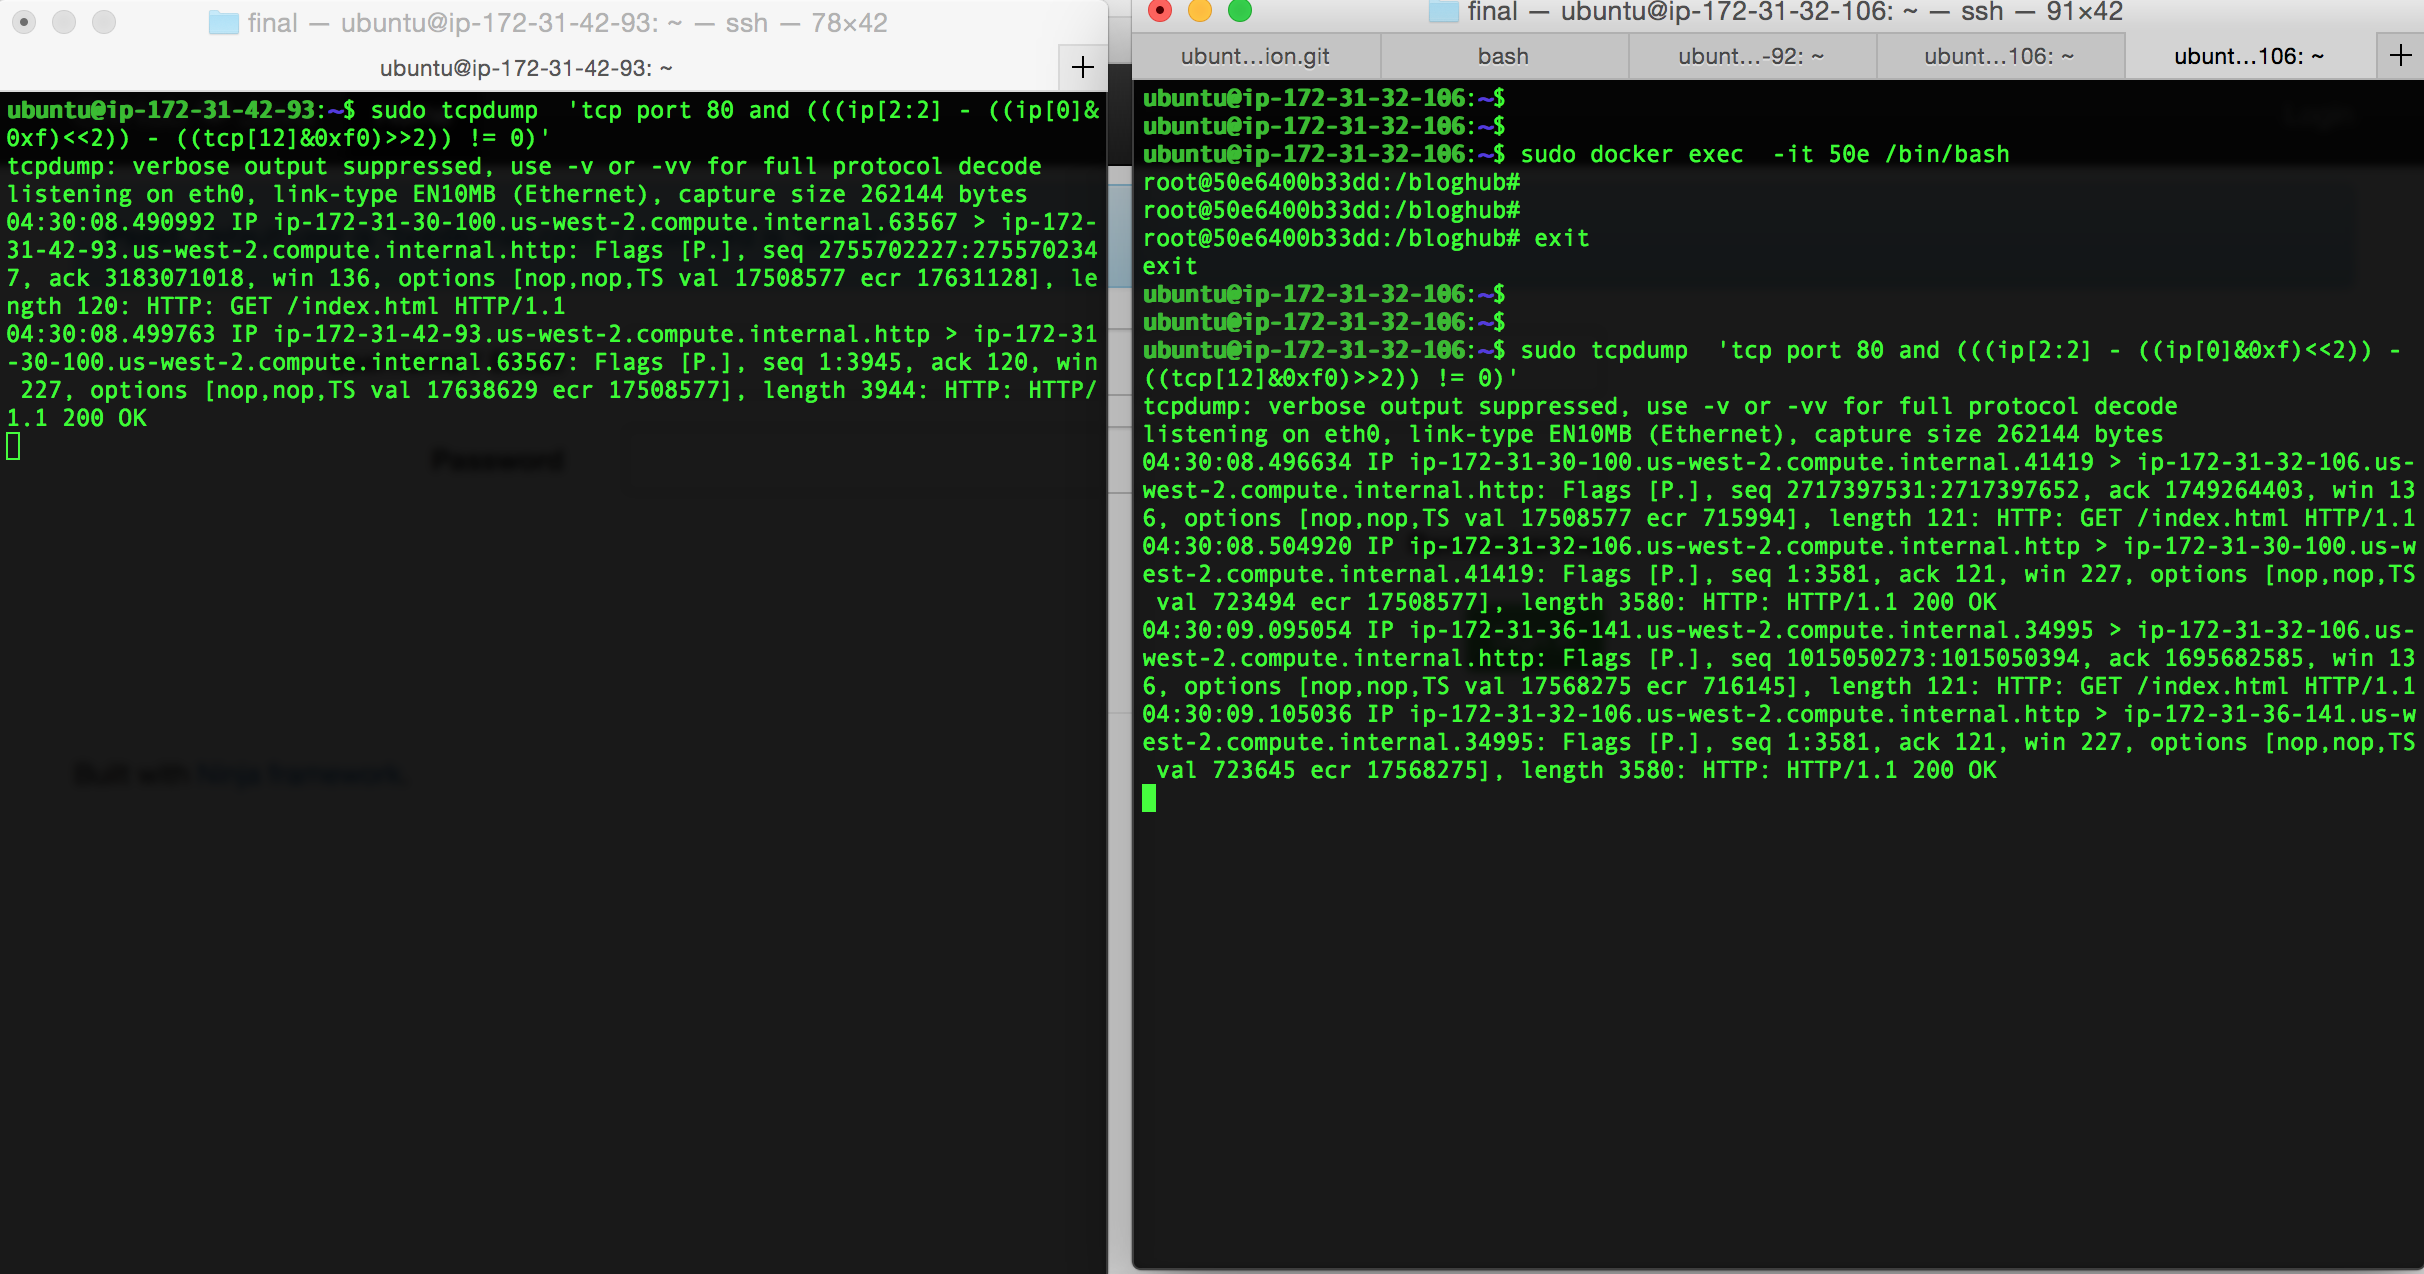 final — ubuntu@ip-172-31-42-93: ~ — ssh — 78×42
ubuntu@ip-172-31-42-93: ~
ubuntu@ip-172-31-42-93:~$ sudo tcpdump  'tcp port 80 and (((ip[2:2] - ((ip[0]&
0xf)<<2)) - ((tcp[12]&0xf0)>>2)) != 0)'
tcpdump: verbose output suppressed, use -v or -vv for full protocol decode
listening on eth0, link-type EN10MB (Ethernet), capture size 262144 bytes
04:30:08.490992 IP ip-172-31-30-100.us-west-2.compute.internal.63567 > ip-172-
31-42-93.us-west-2.compute.internal.http: Flags [P.], seq 2755702227:275570234
7, ack 3183071018, win 136, options [nop,nop,TS val 17508577 ecr 17631128], le
ngth 120: HTTP: GET /index.html HTTP/1.1
04:30:08.499763 IP ip-172-31-42-93.us-west-2.compute.internal.http > ip-172-31
-30-100.us-west-2.compute.internal.63567: Flags [P.], seq 1:3945, ack 120, win
 227, options [nop,nop,TS val 17638629 ecr 17508577], length 3944: HTTP: HTTP/
1.1 200 OK
Password
Built with Ninja framework.
final — ubuntu@ip-172-31-32-106: ~ — ssh — 91×42
ubunt...ion.git
bash
ubunt...-92: ~
ubunt...106: ~
ubunt...106: ~
ubuntu@ip-172-31-32-106:~$
ubuntu@ip-172-31-32-106:~$
ubuntu@ip-172-31-32-106:~$ sudo docker exec  -it 50e /bin/bash
root@50e6400b33dd:/bloghub#
root@50e6400b33dd:/bloghub#
root@50e6400b33dd:/bloghub# exit
exit
ubuntu@ip-172-31-32-106:~$
ubuntu@ip-172-31-32-106:~$
ubuntu@ip-172-31-32-106:~$ sudo tcpdump  'tcp port 80 and (((ip[2:2] - ((ip[0]&0xf)<<2)) -
((tcp[12]&0xf0)>>2)) != 0)'
tcpdump: verbose output suppressed, use -v or -vv for full protocol decode
listening on eth0, link-type EN10MB (Ethernet), capture size 262144 bytes
04:30:08.496634 IP ip-172-31-30-100.us-west-2.compute.internal.41419 > ip-172-31-32-106.us-
west-2.compute.internal.http: Flags [P.], seq 2717397531:2717397652, ack 1749264403, win 13
6, options [nop,nop,TS val 17508577 ecr 715994], length 121: HTTP: GET /index.html HTTP/1.1
04:30:08.504920 IP ip-172-31-32-106.us-west-2.compute.internal.http > ip-172-31-30-100.us-w
est-2.compute.internal.41419: Flags [P.], seq 1:3581, ack 121, win 227, options [nop,nop,TS
 val 723494 ecr 17508577], length 3580: HTTP: HTTP/1.1 200 OK
04:30:09.095054 IP ip-172-31-36-141.us-west-2.compute.internal.34995 > ip-172-31-32-106.us-
west-2.compute.internal.http: Flags [P.], seq 1015050273:1015050394, ack 1695682585, win 13
6, options [nop,nop,TS val 17568275 ecr 716145], length 121: HTTP: GET /index.html HTTP/1.1
04:30:09.105036 IP ip-172-31-32-106.us-west-2.compute.internal.http > ip-172-31-36-141.us-w
est-2.compute.internal.34995: Flags [P.], seq 1:3581, ack 121, win 227, options [nop,nop,TS
 val 723645 ecr 17568275], length 3580: HTTP: HTTP/1.1 200 OK